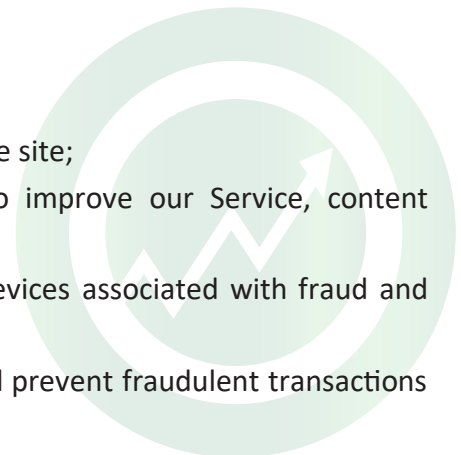 e site;
o improve our Service, content
evices associated with fraud and
l prevent fraudulent transactions